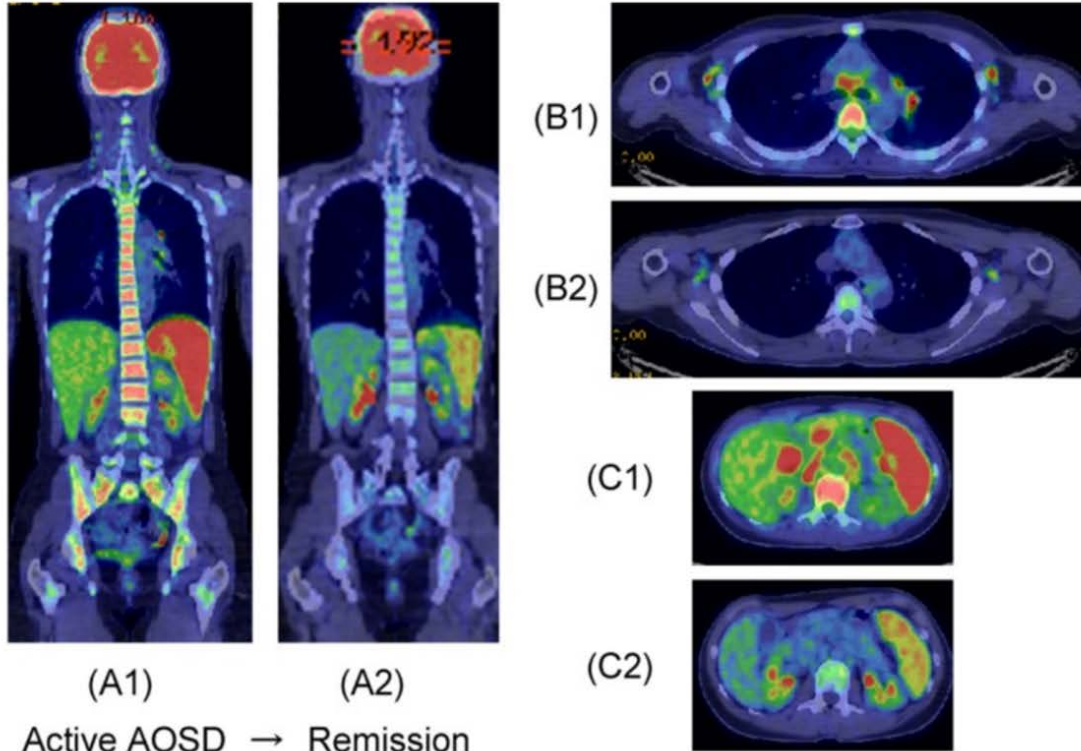 (A1)
(A2)
Active AOSD → Remission
(B1)
(B2)
(C1)
(C2)